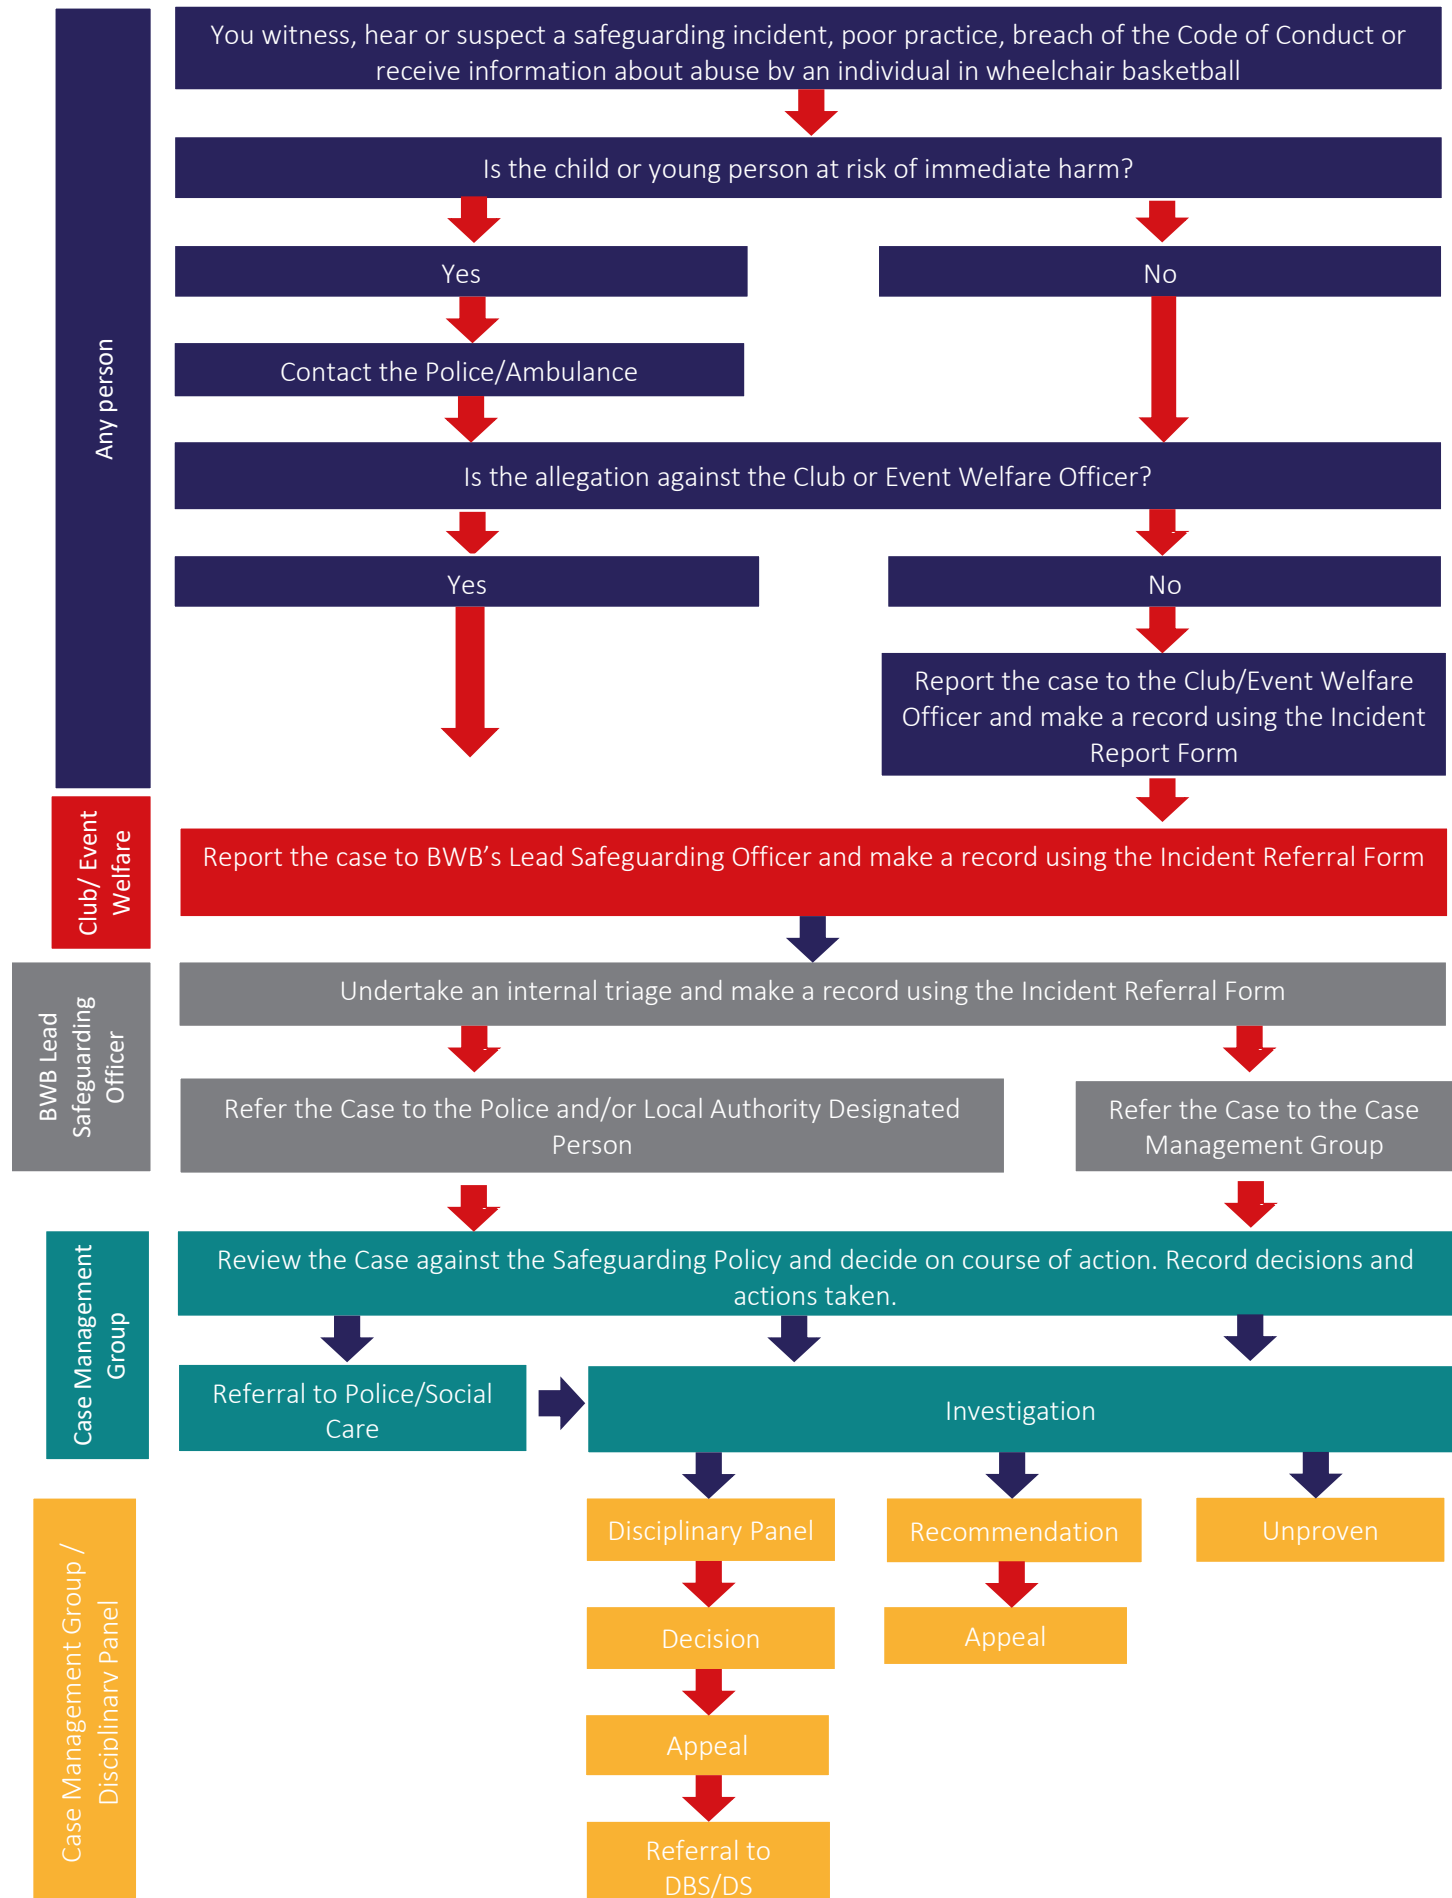 You witness, hear or suspect a safeguarding incident, poor practice, breach of the Code of Conduct or
receive information about abuse by an individual in wheelchair basketball
Is the child or young person at risk of immediate harm?
Yes
No
Contact the Police/Ambulance
Any person
Is the allegation against the Club or Event Welfare Officer?
Yes
No
Report the case to the Club/Event Welfare
Officer and make a record using the Incident
Report Form
Club/ Event
Welfare
Report the case to BWB’s Lead Safeguarding Officer and make a record using the Incident Referral Form
BWB Lead
Safeguarding
Officer
Undertake an internal triage and make a record using the Incident Referral Form
Refer the Case to the Police and/or Local Authority Designated
Person
Refer the Case to the Case
Management Group
Case Management
Group
Review the Case against the Safeguarding Policy and decide on course of action. Record decisions and
actions taken.
Referral to Police/Social
Care
Investigation
Case Management Group /
Disciplinary Panel
Disciplinary Panel
Recommendation
Unproven
Decision
Appeal
Appeal
Referral to
DBS/DS